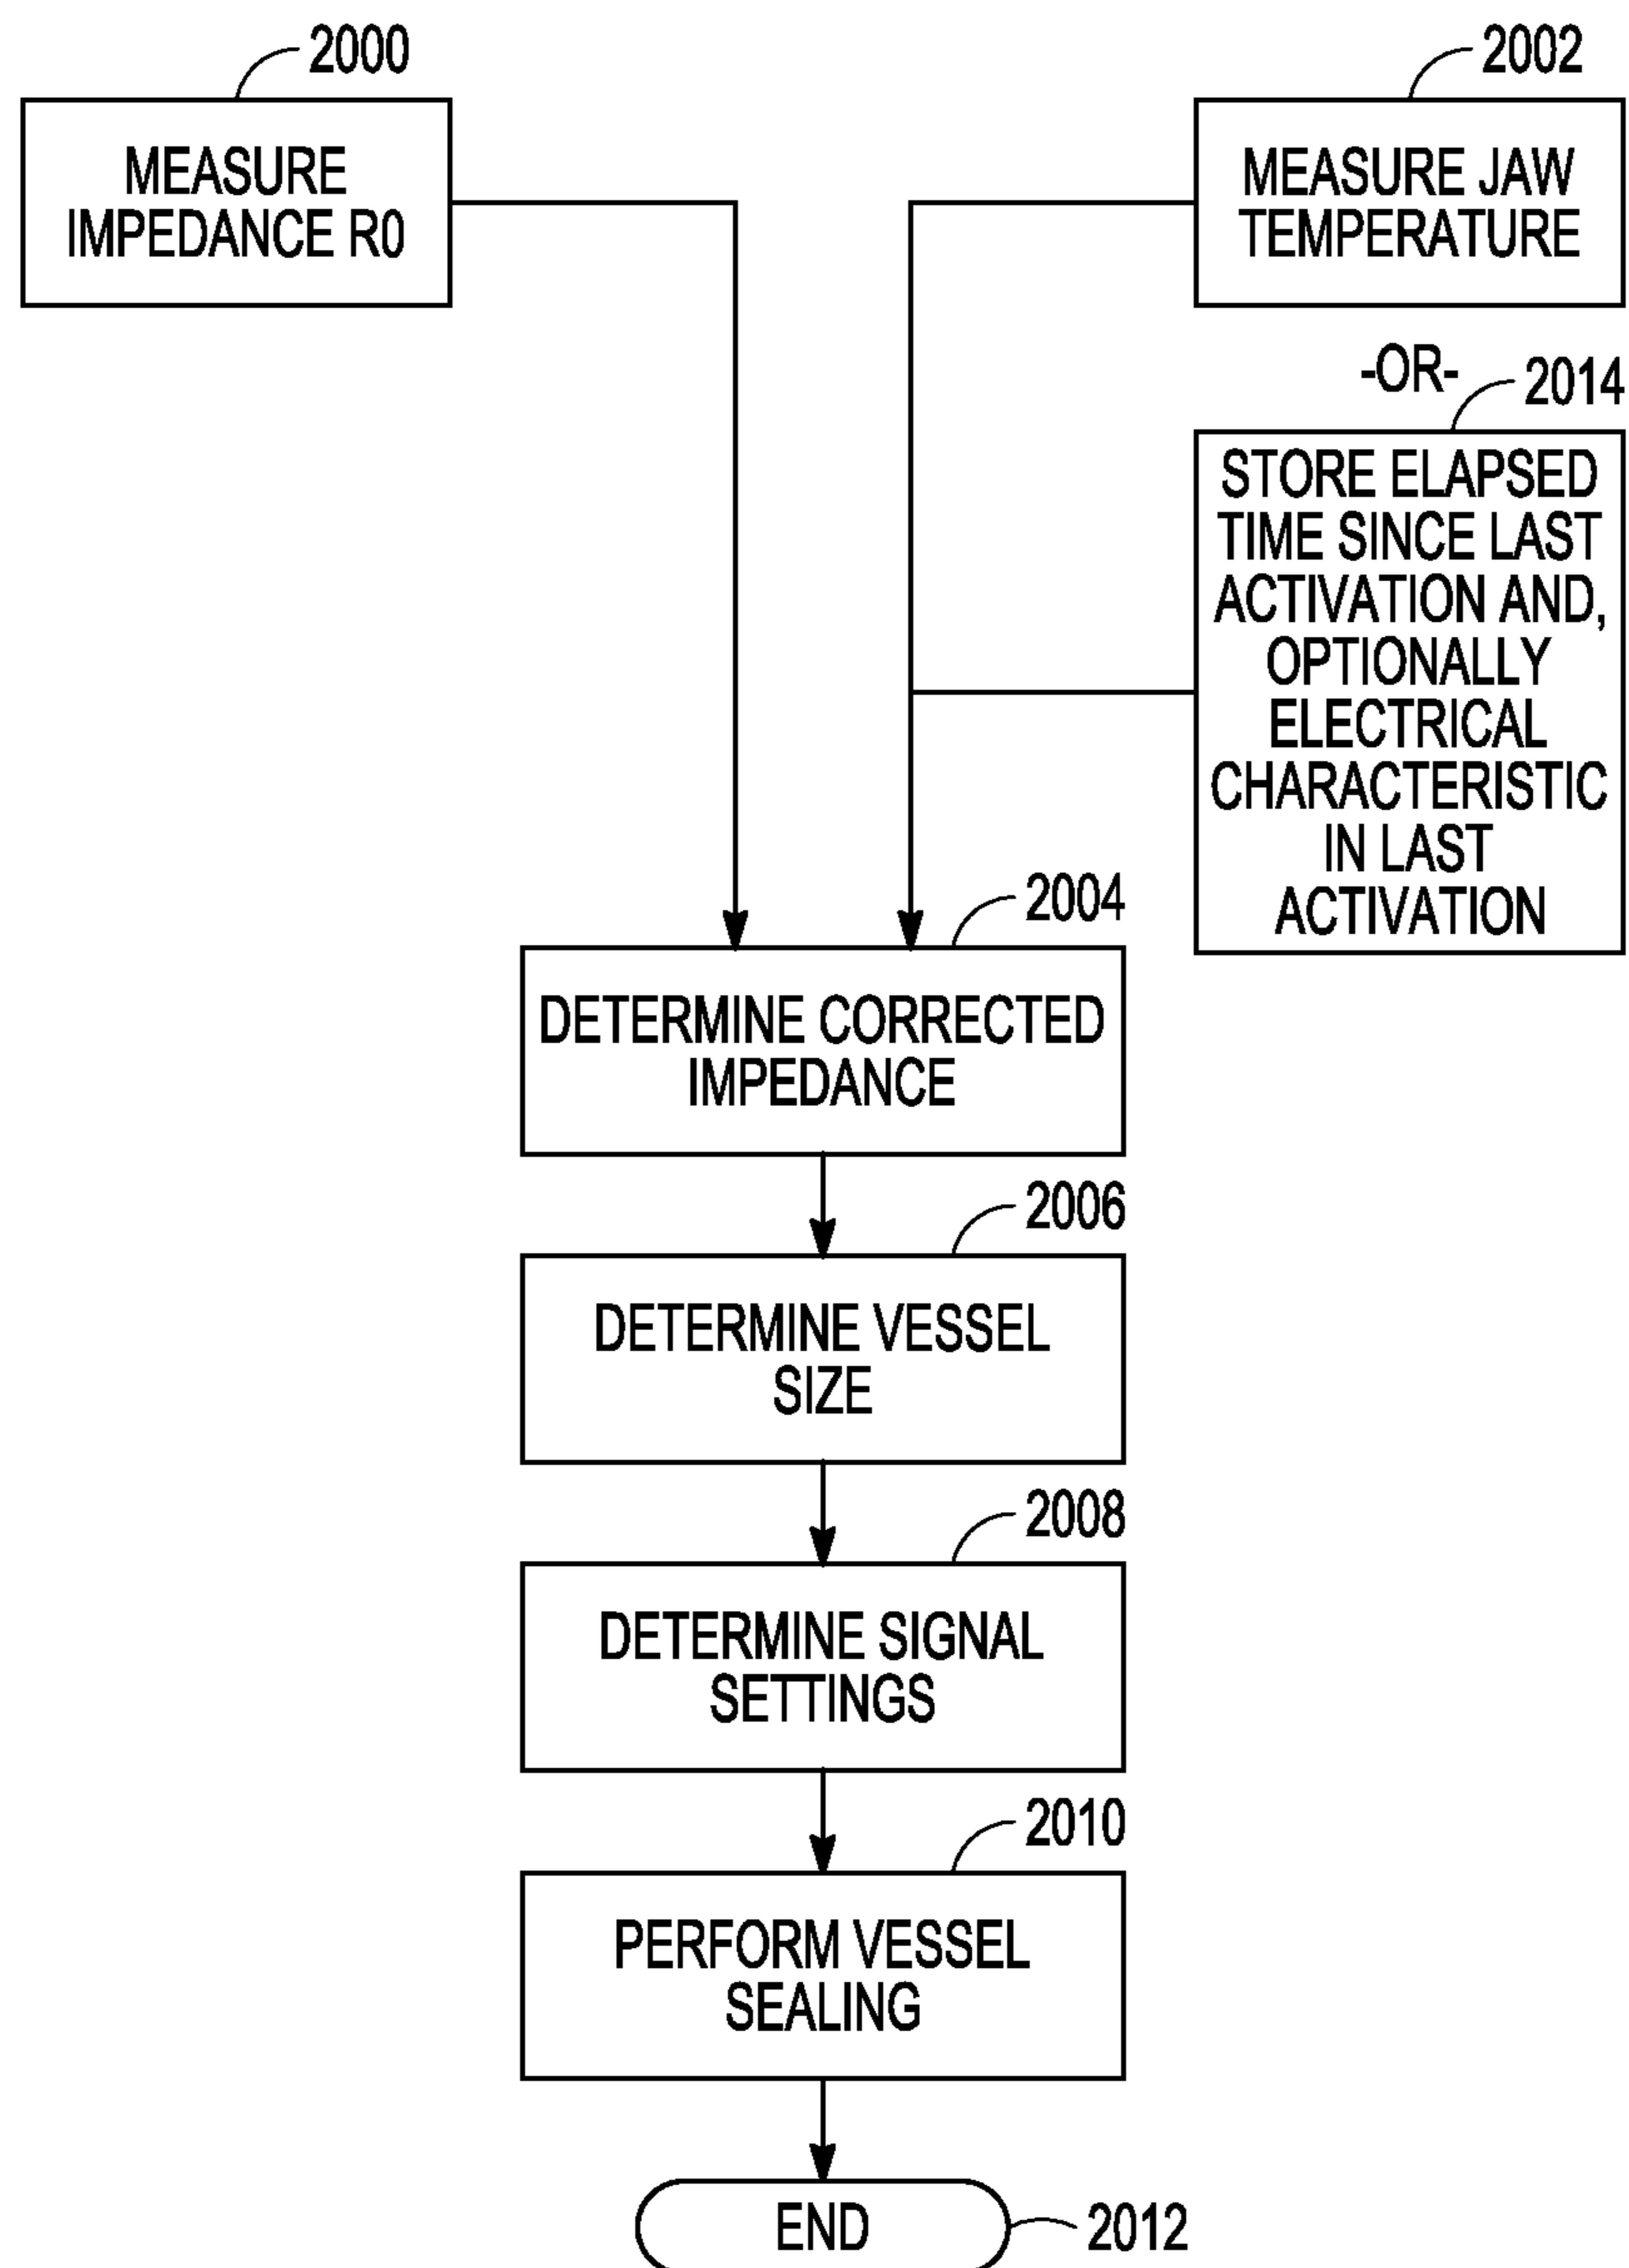 2000
MEASURE
IMPEDANCE R0
2002
MEASURE JAW
TEMPERATURE
-OR-
2014
STORE ELAPSED
TIME SINCE LAST
ACTIVATION AND,
OPTIONALLY
ELECTRICAL
CHARACTERISTIC
IN LAST
ACTIVATION
2004
DETERMINE CORRECTED
IMPEDANCE
2006
DETERMINE VESSEL
SIZE
2008
DETERMINE SIGNAL
SETTINGS
2010
PERFORM VESSEL
SEALING
END
2012